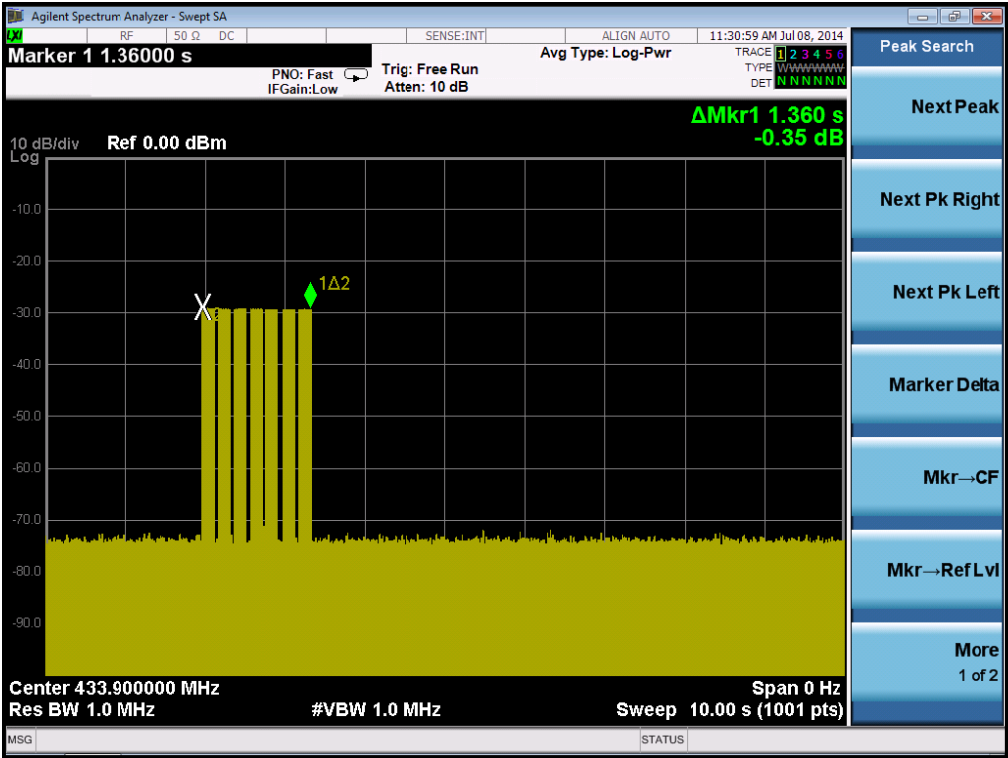 Agilent Spectrum Analyzer - Swept SA
LXI RF 50 Ω DC SENSE:INT ALIGN AUTO 11:30:59 AM Jul 08, 2014
Marker 1 1.36000 s
PNO: Fast
IFGain:Low
Trig: Free Run
Atten: 10 dB
Avg Type: Log-Pwr
TRACE 1 2 3 4 5 6
TYPE WWWWWW
DET N N N N N N
ΔMkr1 1.360 s
-0.35 dB
10 dB/div Ref 0.00 dBm
Log
-10.0
-20.0
-30.0
-40.0
-50.0
-60.0
-70.0
-80.0
-90.0
1Δ2
2
Center 433.900000 MHz
Span 0 Hz
Res BW 1.0 MHz #VBW 1.0 MHz Sweep 10.00 s (1001 pts)
MSG STATUS
Peak Search
Next Peak
Next Pk Right
Next Pk Left
Marker Delta
Mkr→CF
Mkr→Ref Lvl
More
1 of 2